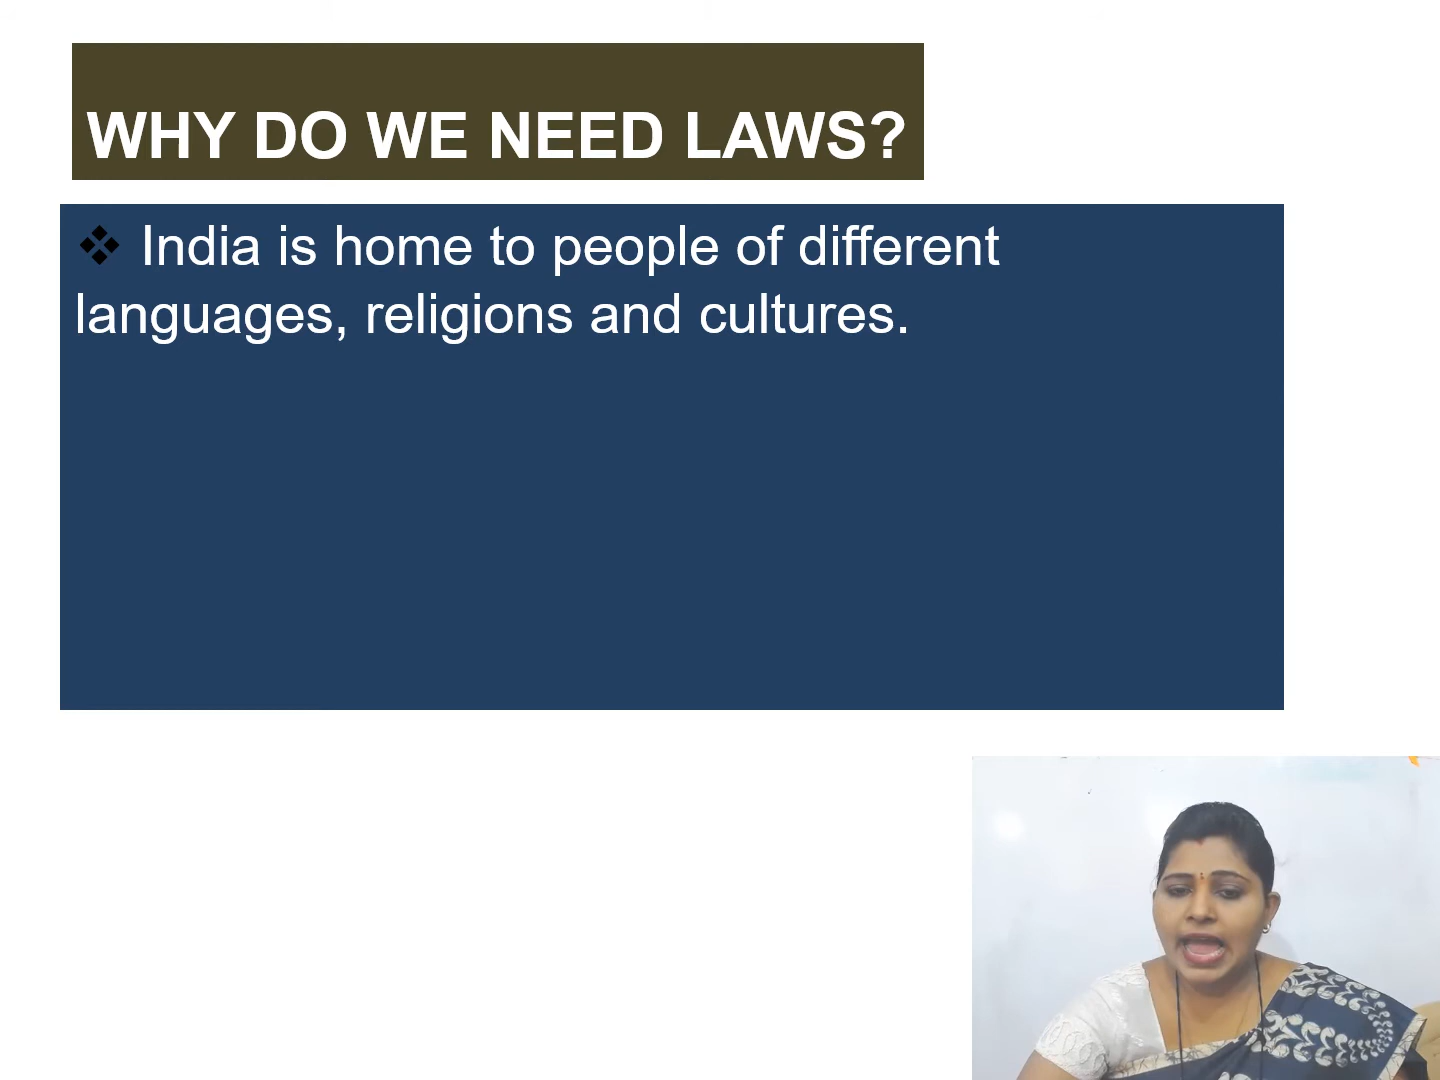 WHY DO WE NEED LAWS?
❖ India is home to people of different
languages, religions and cultures.